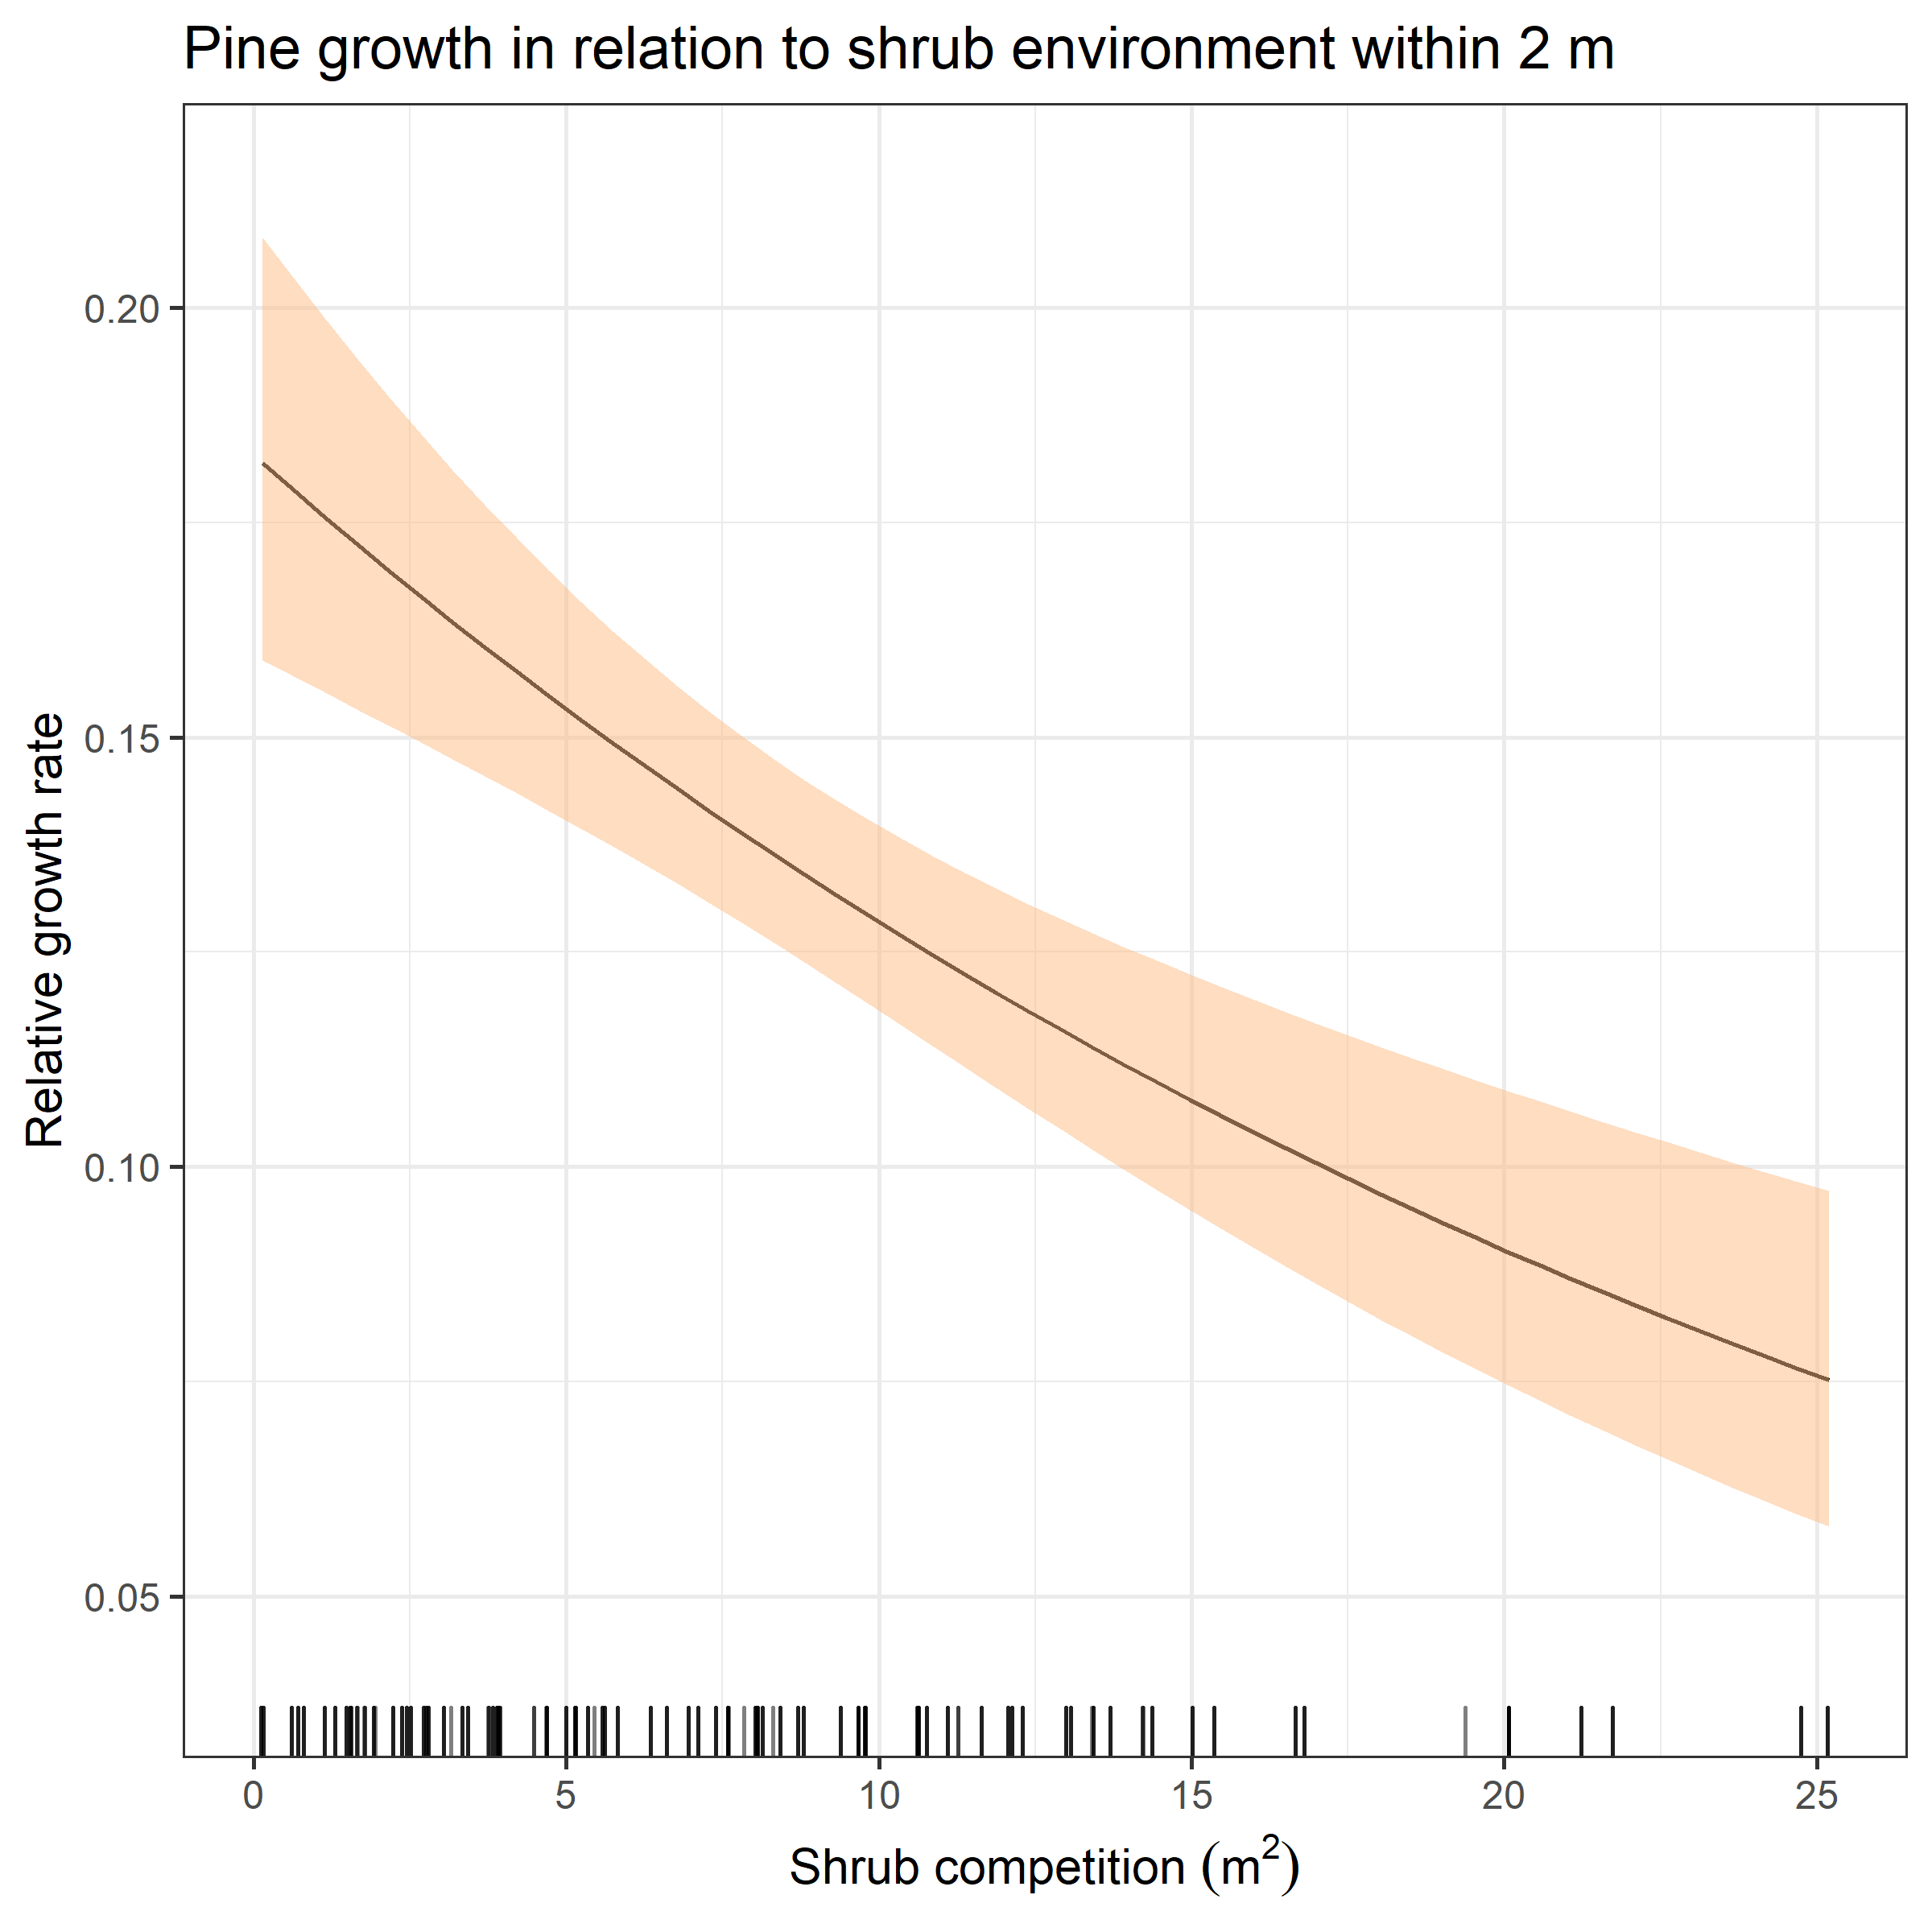 Pine growth in relation to shrub environment within 2 m
Relative growth rate
0.20
0.15
0.10
0.05
0 5 10 15 20 25
Shrub competition (m²)